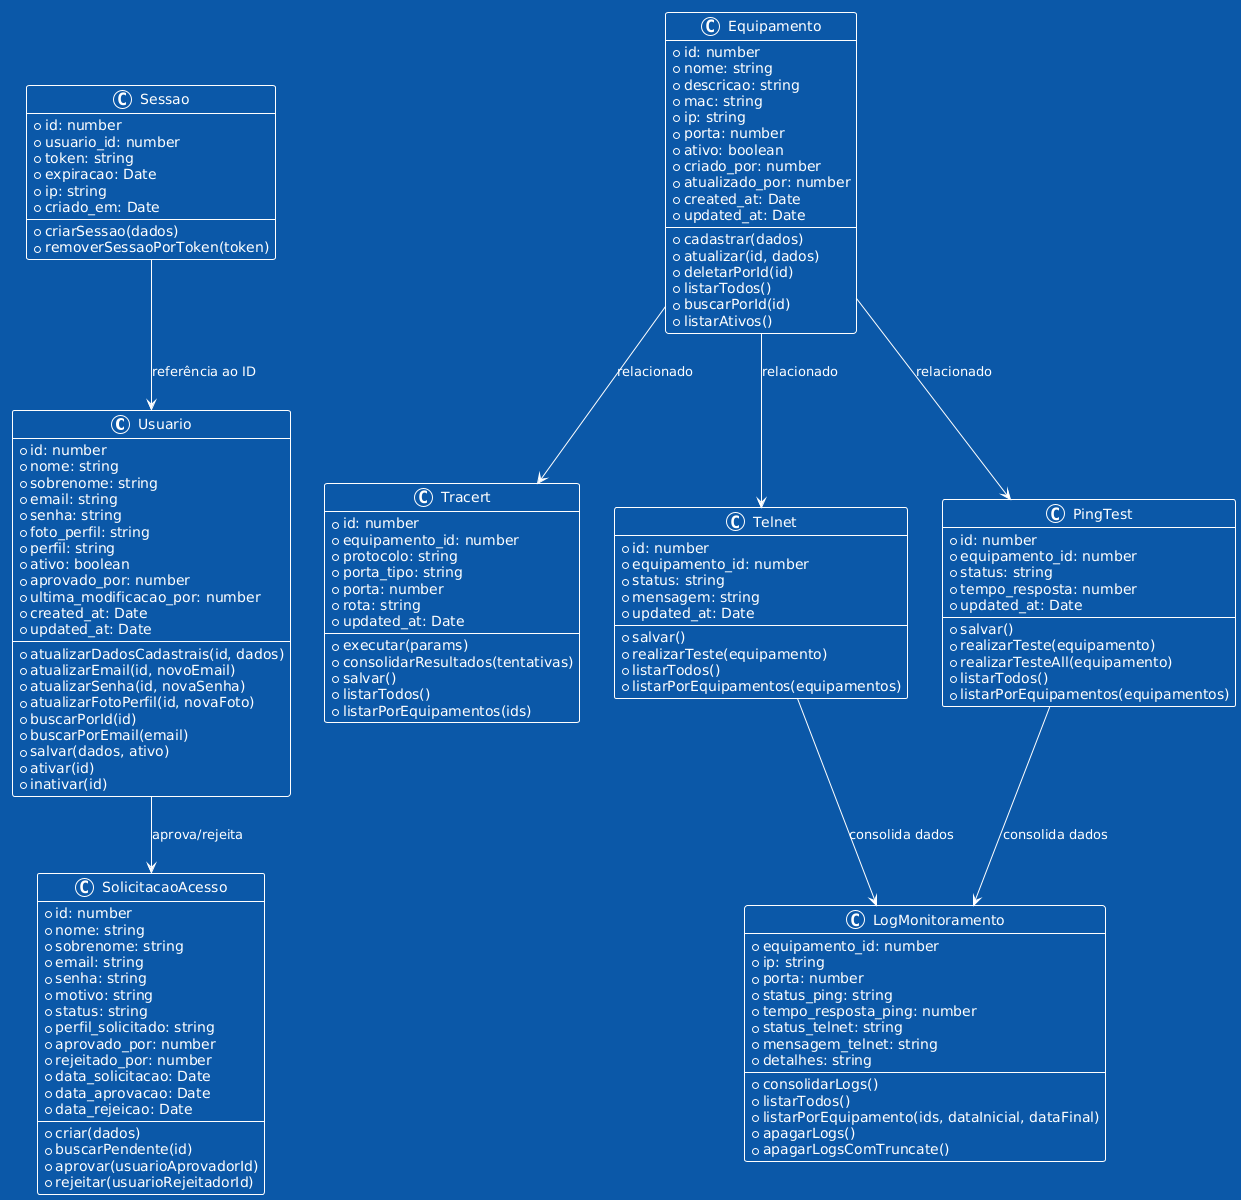 Equipamento
id: number
nome: string
descricao: string
mac: string
ip: string
porta: number
ativo: boolean
criado_por: number
atualizado_por: number
created_at: Date
updated_at: Date
cadastrar(dados)
atualizar(id, dados)
deletarPorId(id)
listarTodos()
buscarPorId(id)
listarAtivos()
Sessao
id: number
usuario_id: number
token: string
expiracao: Date
ip: string
criado_em: Date
criarSessao(dados)
removerSessaoPorToken(token)
referência ao ID
relacionado
relacionado
relacionado
Usuario
id: number
nome: string
sobrenome: string
email: string
senha: string
foto_perfil: string
perfil: string
ativo: boolean
aprovado_por: number
ultima_modificacao_por: number
created_at: Date
updated_at: Date
atualizarDadosCadastrais(id, dados)
atualizarEmail(id, novoEmail)
atualizarSenha(id, novaSenha)
atualizarFotoPerfil(id, novaFoto)
buscarPorId(id)
buscarPorEmail(email)
salvar(dados, ativo)
ativar(id)
inativar(id)
Tracert
id: number
equipamento_id: number
protocolo: string
porta_tipo: string
porta: number
rota: string
updated_at: Date
executar(params)
consolidarResultados(tentativas)
salvar()
listarTodos()
listarPorEquipamentos(ids)
Telnet
id: number
equipamento_id: number
status: string
mensagem: string
updated_at: Date
salvar()
realizarTeste(equipamento)
listarTodos()
listarPorEquipamentos(equipamentos)
PingTest
id: number
equipamento_id: number
status: string
tempo_resposta: number
updated_at: Date
salvar()
realizarTeste(equipamento)
realizarTesteAll(equipamento)
listarTodos()
listarPorEquipamentos(equipamentos)
aprova/rejeita
consolida dados
consolida dados
SolicitacaoAcesso
id: number
nome: string
sobrenome: string
email: string
senha: string
motivo: string
status: string
perfil_solicitado: string
aprovado_por: number
rejeitado_por: number
data_solicitacao: Date
data_aprovacao: Date
data_rejeicao: Date
criar(dados)
buscarPendente(id)
aprovar(usuarioAprovadorId)
rejeitar(usuarioRejeitadorId)
LogMonitoramento
equipamento_id: number
ip: string
porta: number
status_ping: string
tempo_resposta_ping: number
status_telnet: string
mensagem_telnet: string
detalhes: string
consolidarLogs()
listarTodos()
listarPorEquipamento(ids, dataInicial, dataFinal)
apagarLogs()
apagarLogsComTruncate()